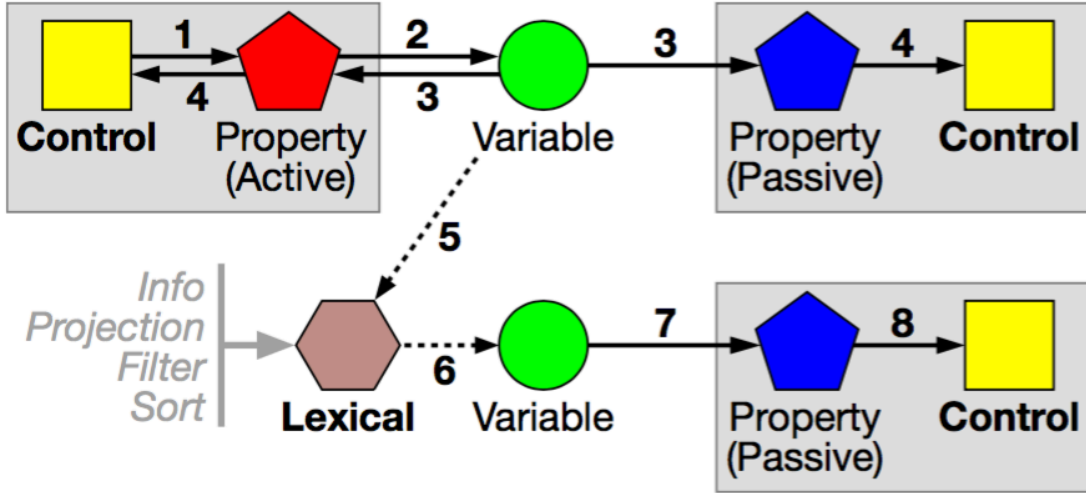 1
2
3
4
4
3
Control
Property
(Active)
Variable
Property
(Passive)
Control
5
Info
Projection
Filter
Sort
6
7
8
Lexical
Variable
Property
(Passive)
Control